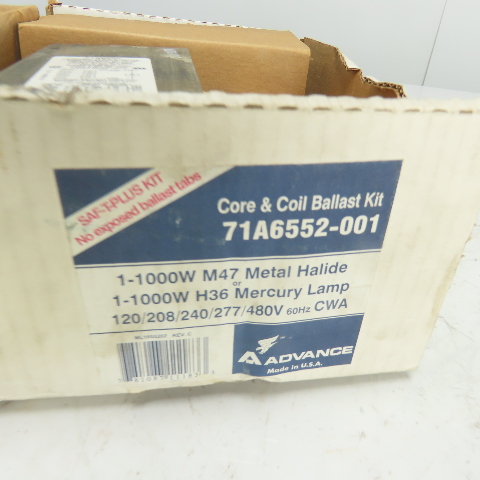 SAF-T-PLUS KIT
No exposed ballast tabs
Core & Coil Ballast Kit
71A6552-001
1-1000W M47 Metal Halide
or
1-1000W H36 Mercury Lamp
120/208/240/277/480V 60Hz CWA
ADVANCE
Made in U.S.A.